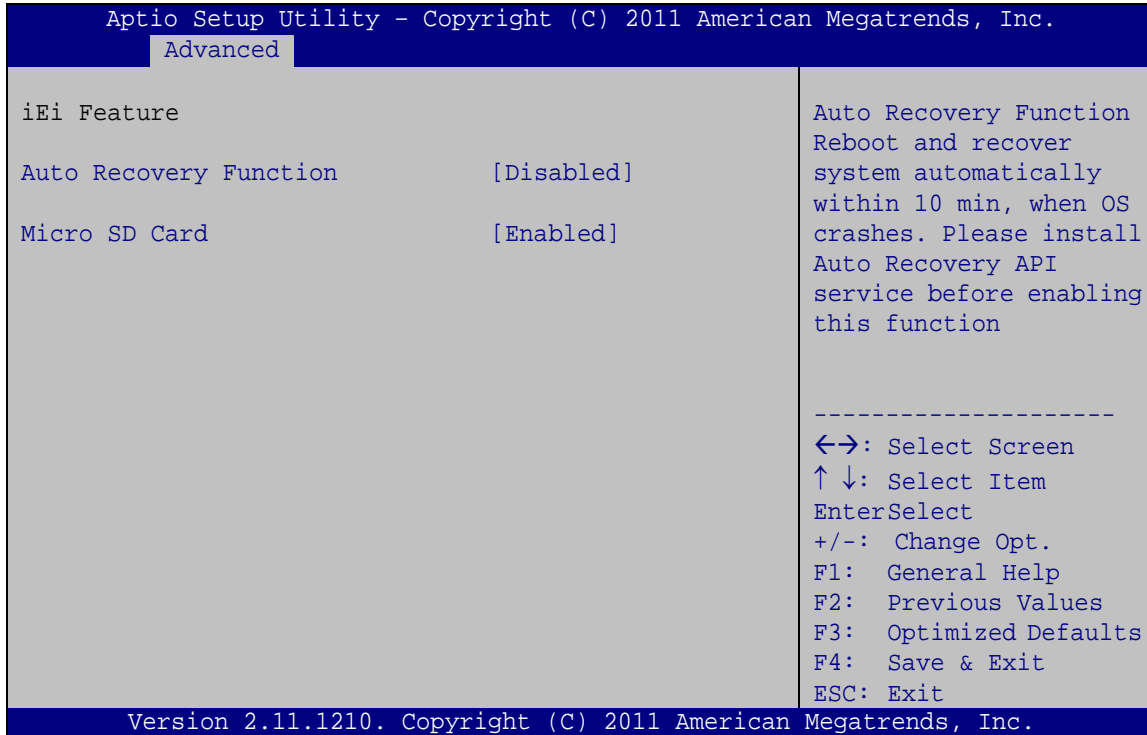 Aptio Setup Utility – Copyright (C) 2011 American Megatrends, Inc.
Advanced
iEi Feature
Auto Recovery Function [Disabled]
Micro SD Card [Enabled]
Auto Recovery Function
Reboot and recover
system automatically
within 10 min, when OS
crashes. Please install
Auto Recovery API
service before enabling
this function
---------------------
←→: Select Screen
↑ ↓: Select Item
EnterSelect
+/-: Change Opt.
F1: General Help
F2: Previous Values
F3: Optimized Defaults
F4: Save & Exit
ESC: Exit
Version 2.11.1210. Copyright (C) 2011 American Megatrends, Inc.